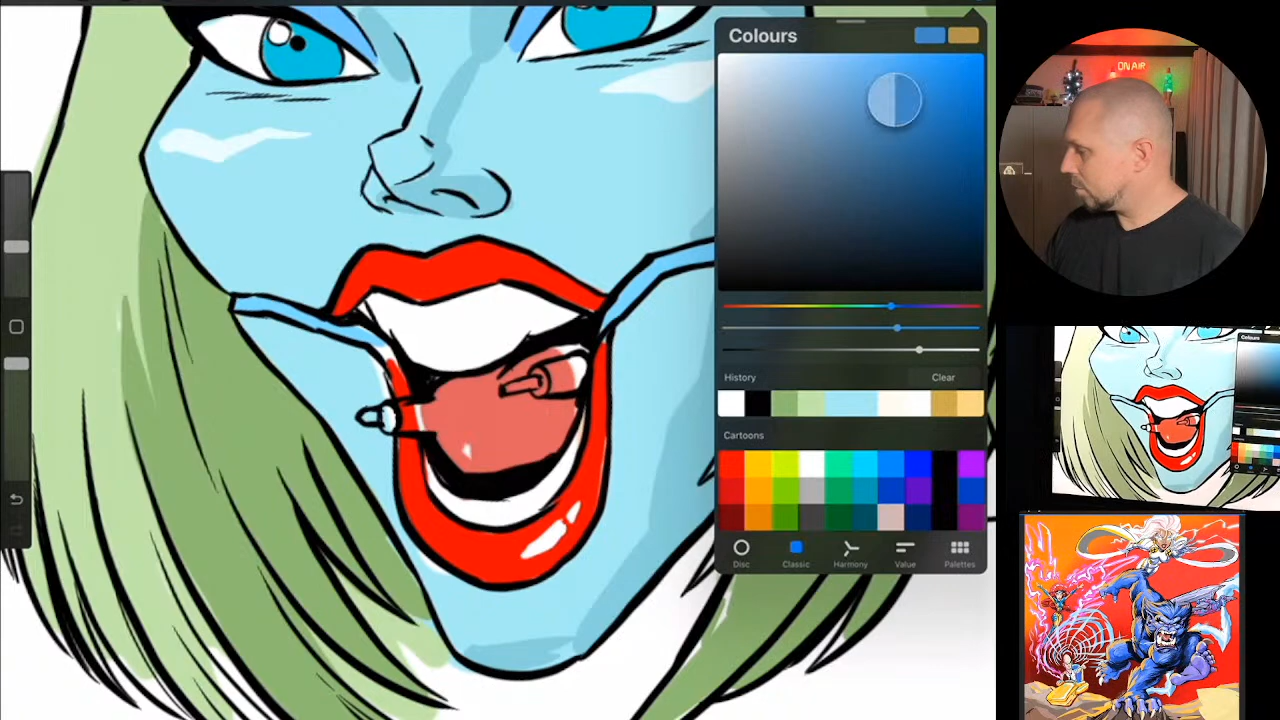 Colours
ON AIR
History
Clear
Cartoons
Disc
Classic
Harmony
Value
Palettes